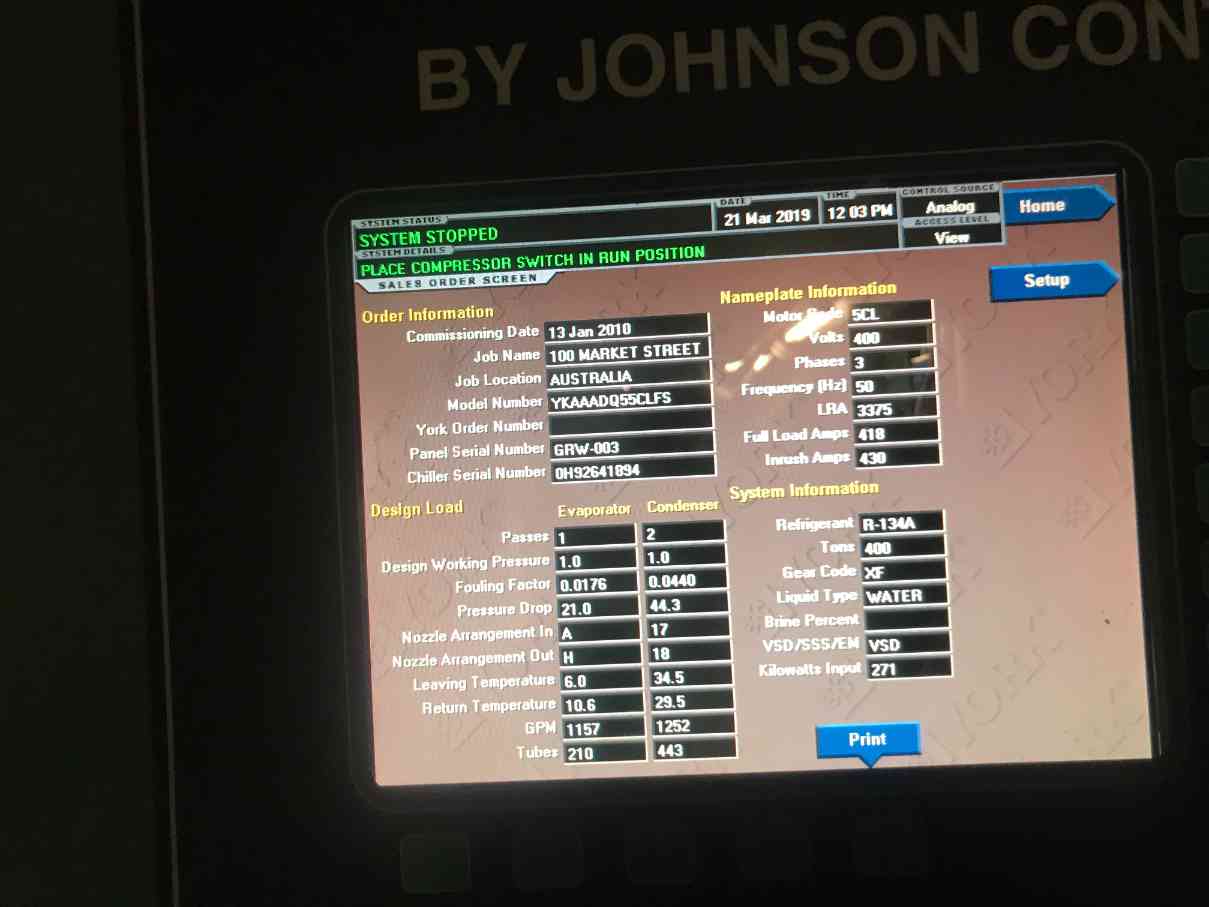 BY JOHNSON CON
SYSTEM STATUS
SYSTEM STOPPED
DATE
21 Mar 2019
TIME
12 03 PM
CONTROL SOURCE
Analog
ACCESS LEVEL
View
Home
SYSTEM DETAILS
PLACE COMPRESSOR SWITCH IN RUN POSITION
SALES ORDER SCREEN
Setup
Order Information
Commissioning Date 13 Jan 2010
Job Name 100 MARKET STREET
Job Location AUSTRALIA
Model Number YKAAADQ55CLFS
York Order Number
Panel Serial Number GRW-003
Chiller Serial Number 0H92641894
Nameplate Information
Motor Code 5CL
Volts 400
Phases 3
Frequency (Hz) 50
LRA 3375
Full Load Amps 418
Inrush Amps 430
Design Load Evaporator Condenser
Passes 1 2
Design Working Pressure 1.0 1.0
Fouling Factor 0.0176 0.0440
Pressure Drop 21.0 44.3
Nozzle Arrangement In A 17
Nozzle Arrangement Out H 18
Leaving Temperature 6.0 34.5
Return Temperature 10.6 29.5
GPM 1157 1252
Tubes 210 443
System Information
Refrigerant R-134A
Tons 400
Gear Code XF
Liquid Type WATER
Brine Percent
VSD/SSS/EM VSD
Kilowatts Input 271
Print